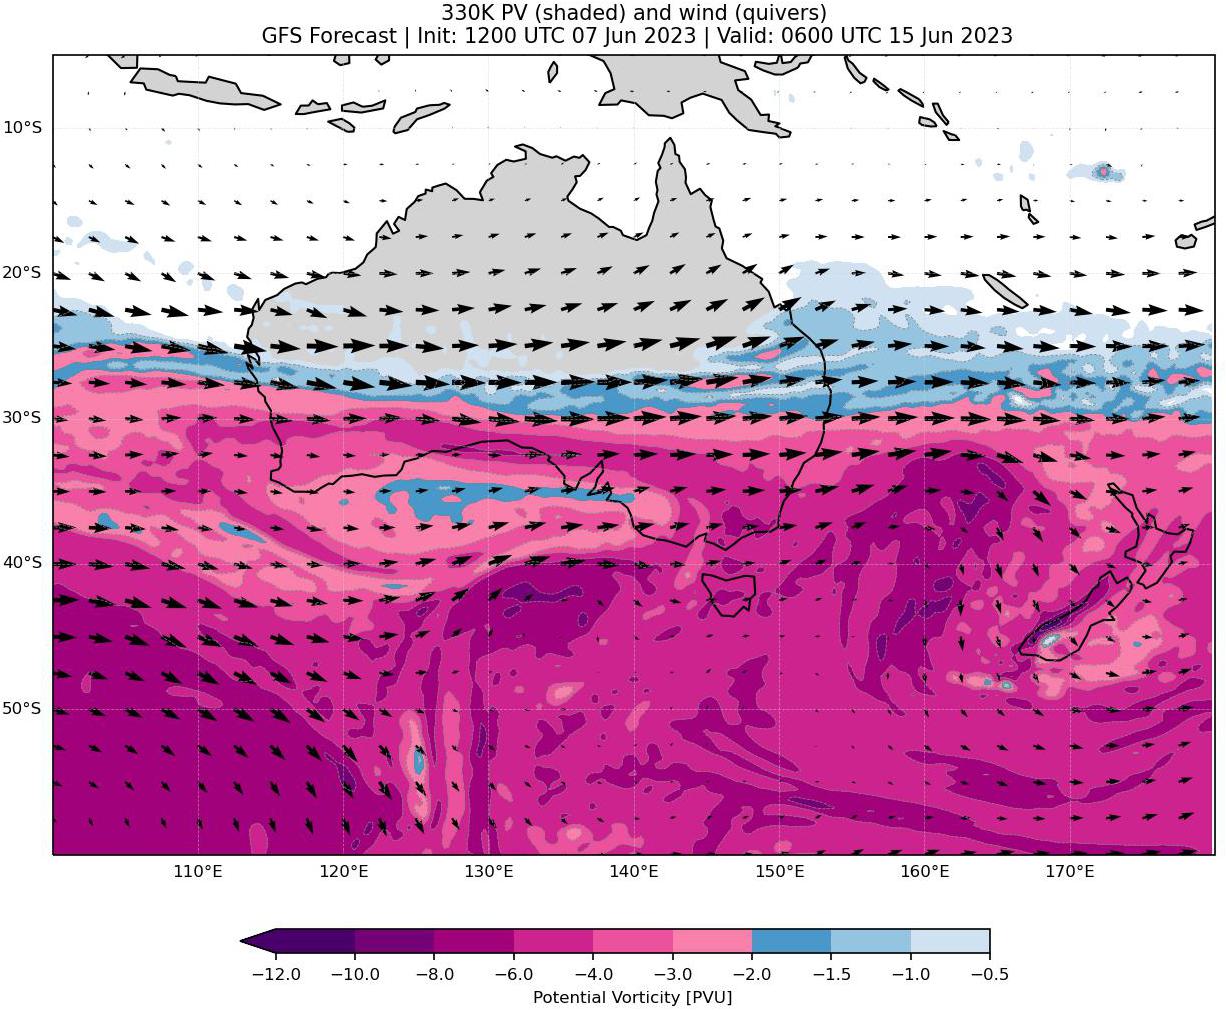 330K PV (shaded) and wind (quivers)
GFS Forecast | Init: 1200 UTC 07 Jun 2023 | Valid: 0600 UTC 15 Jun 2023
10°S
20°S
30°S
40°S
50°S
110°E 120°E 130°E 140°E 150°E 160°E 170°E
−12.0 −10.0 −8.0 −6.0 −4.0 −3.0 −2.0 −1.5 −1.0 −0.5
Potential Vorticity [PVU]